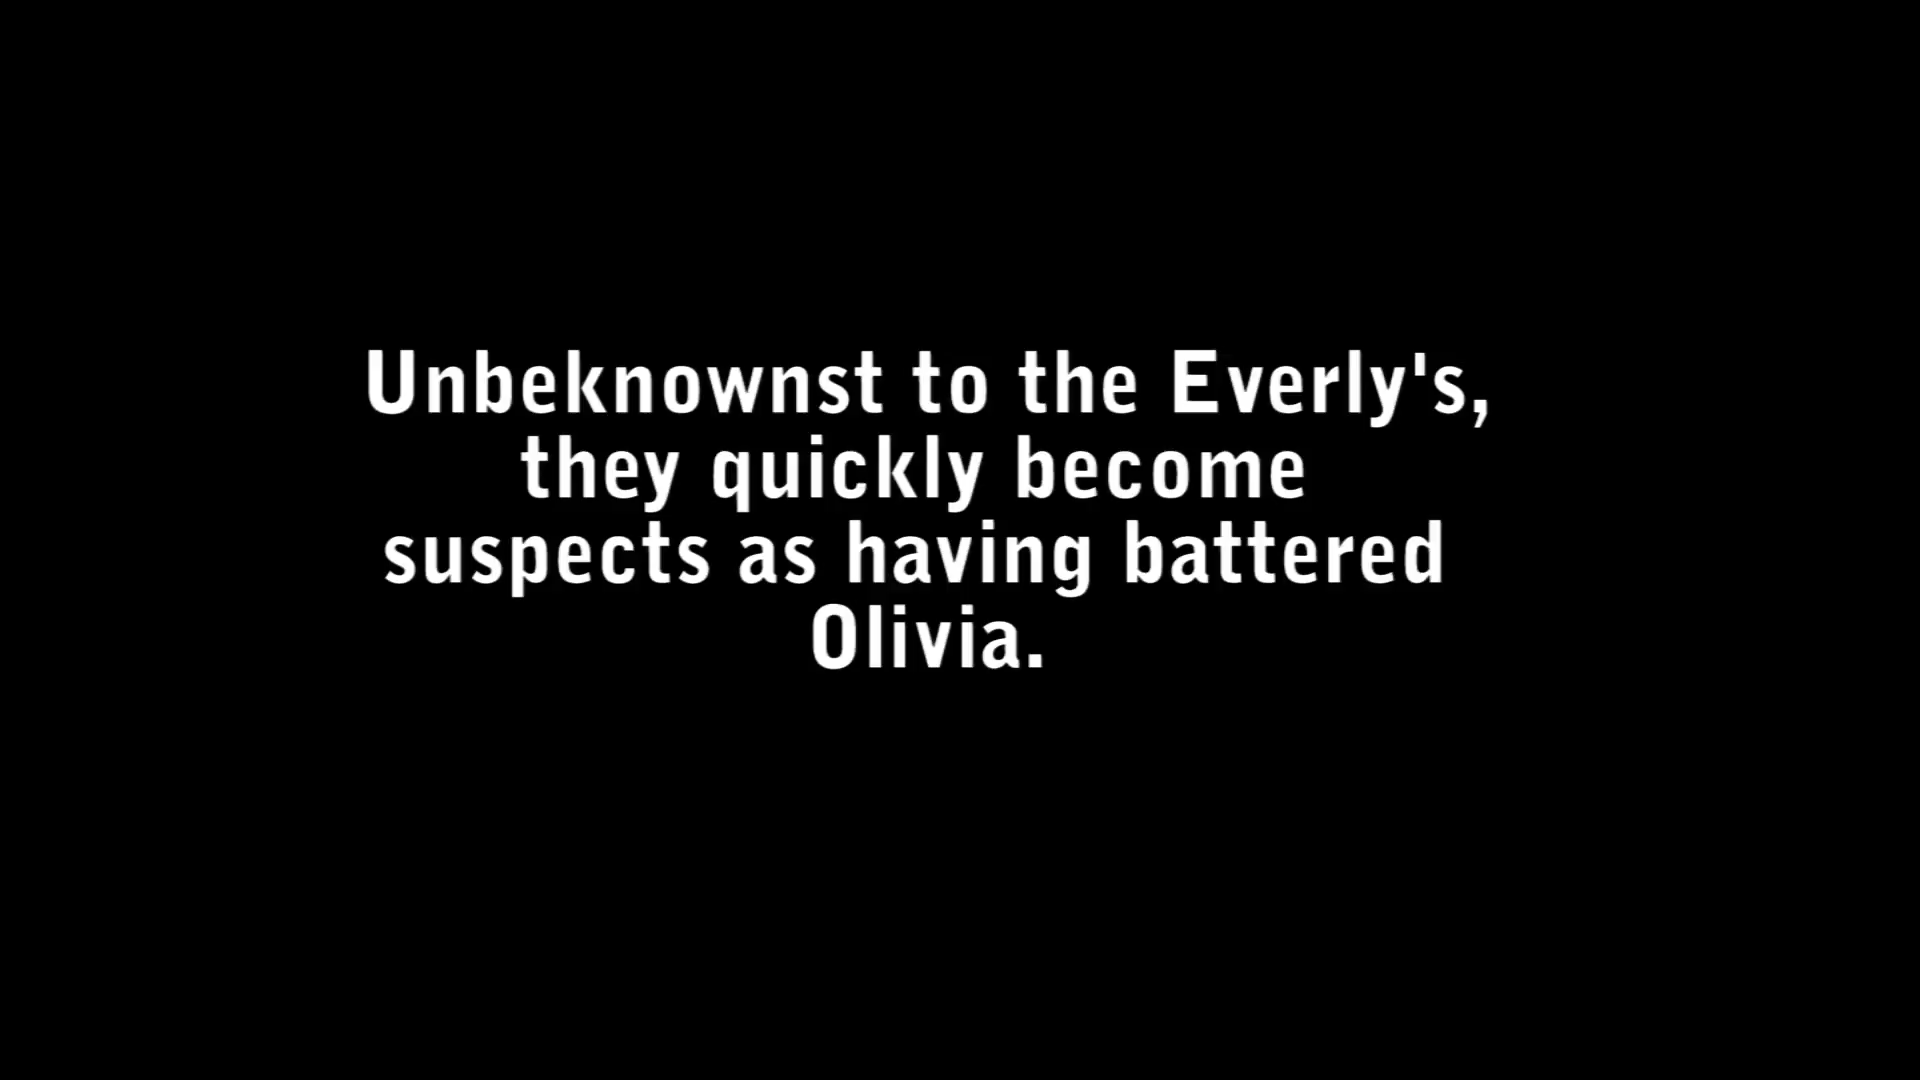 Unbeknownst to the Everly's,
they quickly become
suspects as having battered
Olivia.